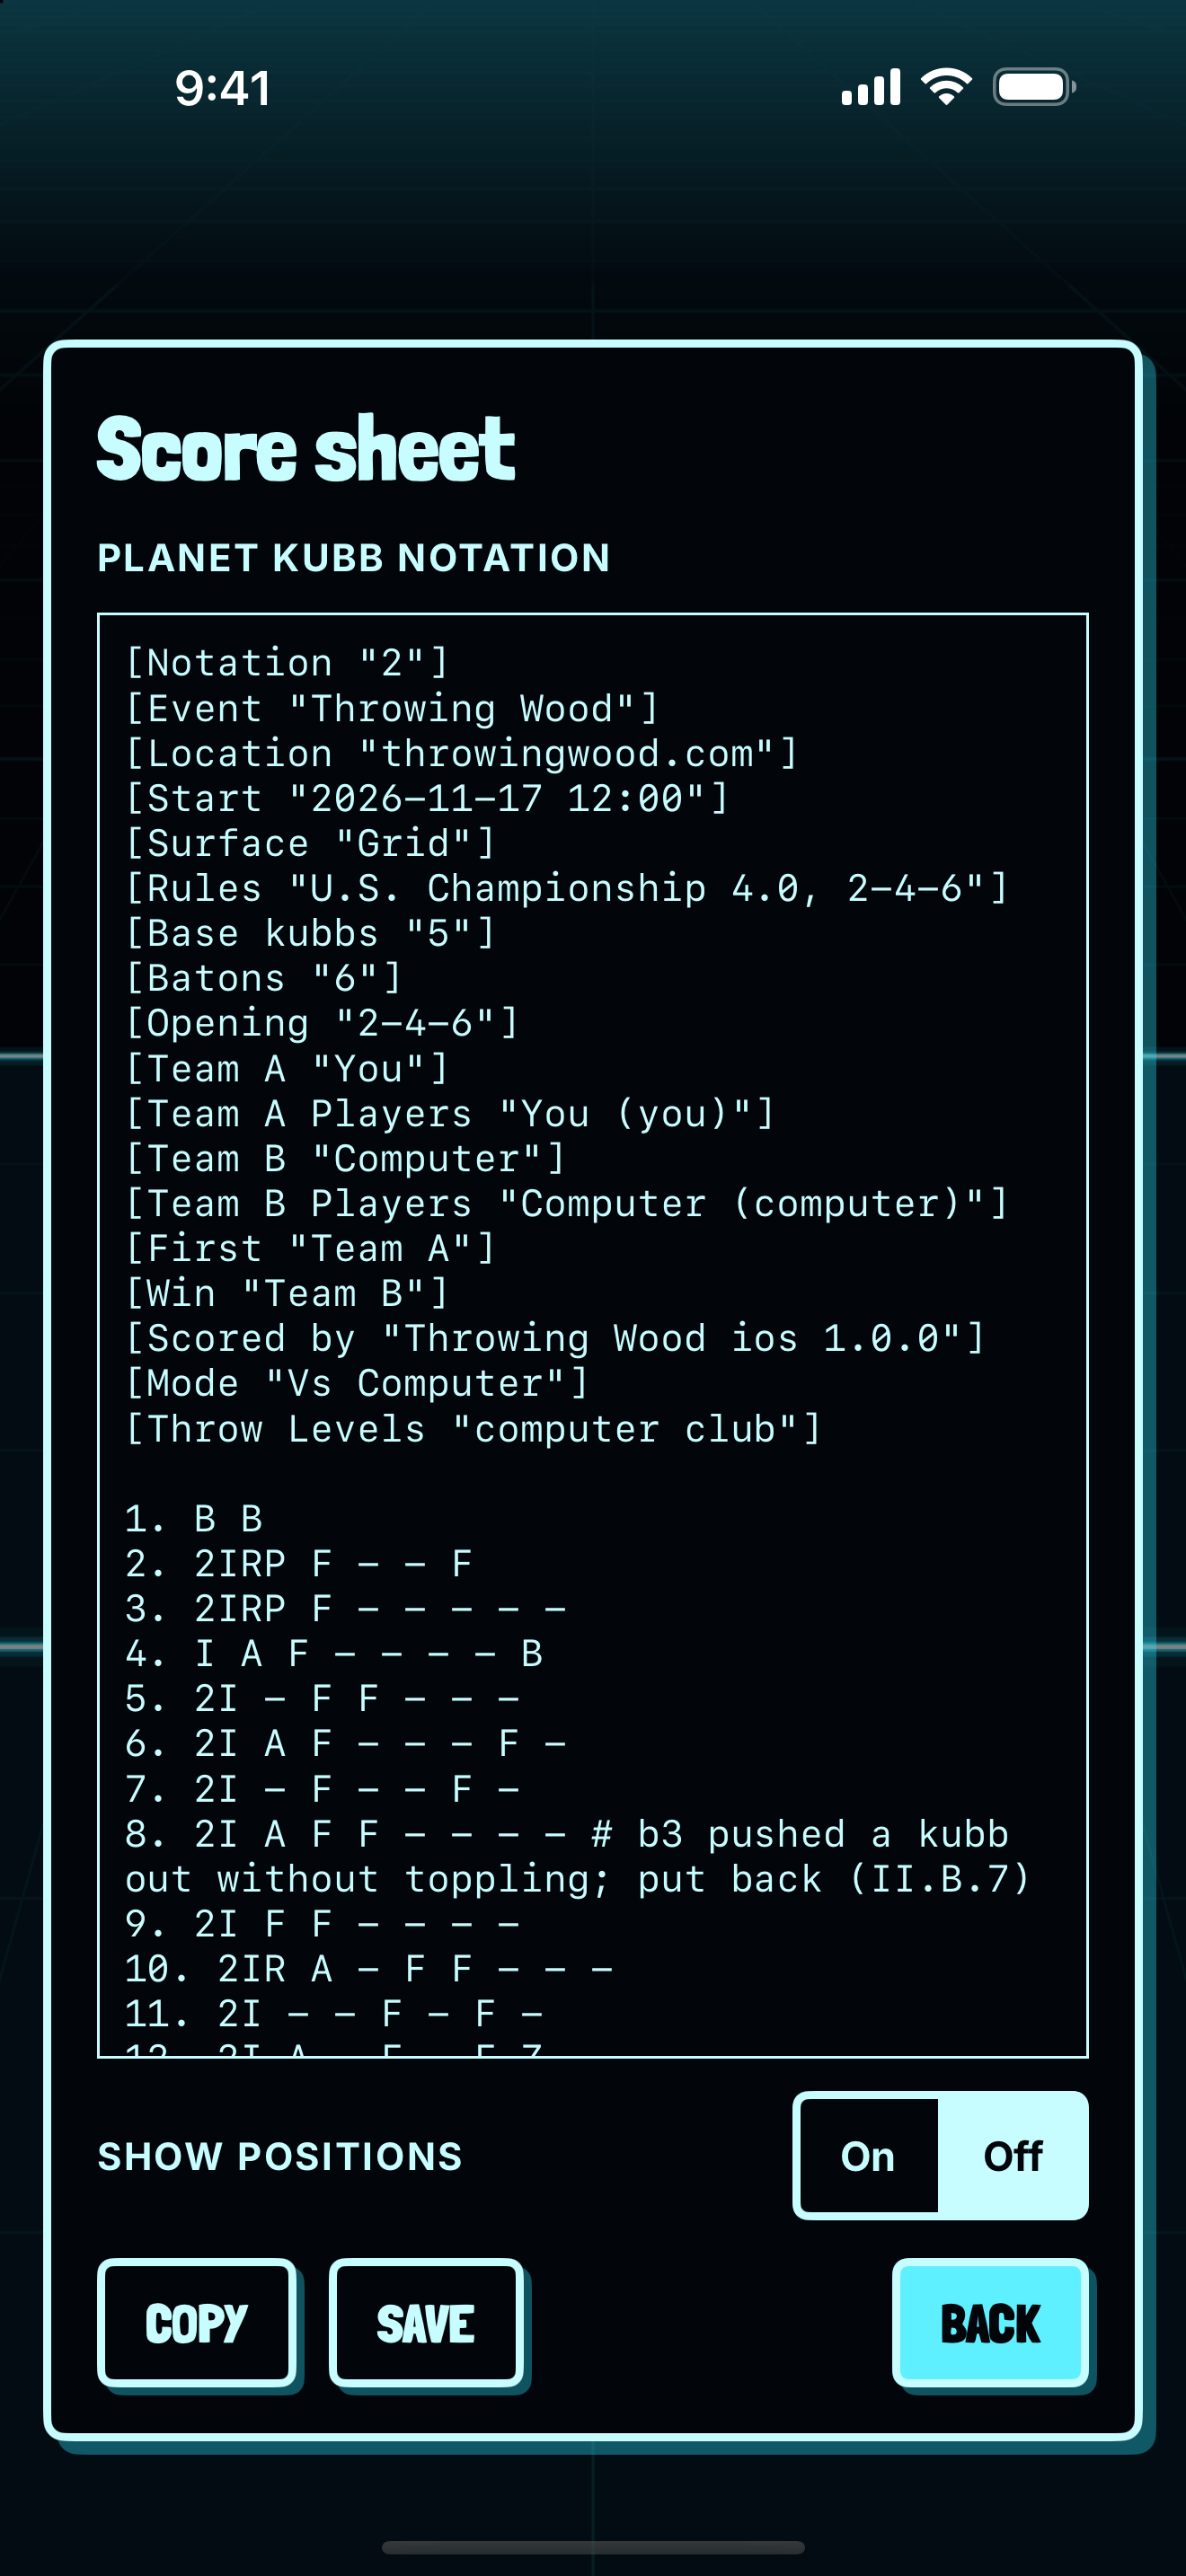 9:41
Score sheet
PLANET KUBB NOTATION
[Notation "2"]
[Event "Throwing Wood"]
[Location "throwingwood.com"]
[Start "2026-11-17 12:00"]
[Surface "Grid"]
[Rules "U.S. Championship 4.0, 2-4-6"]
[Base kubbs "5"]
[Batons "6"]
[Opening "2-4-6"]
[Team A "You"]
[Team A Players "You (you)"]
[Team B "Computer"]
[Team B Players "Computer (computer)"]
[First "Team A"]
[Win "Team B"]
[Scored by "Throwing Wood ios 1.0.0"]
[Mode "Vs Computer"]
[Throw Levels "computer club"]
1. B B
2. 2IRP F - - F
3. 2IRP F - - - - -
4. I A F - - - - B
5. 2I - F F - - -
6. 2I A F - - - F -
7. 2I - F - - F -
8. 2I A F F - - - - # b3 pushed a kubb
out without toppling; put back (II.B.7)
9. 2I F F - - - -
10. 2IR A - F F - - -
11. 2I - - F - F -
SHOW POSITIONS
On Off
COPY SAVE BACK